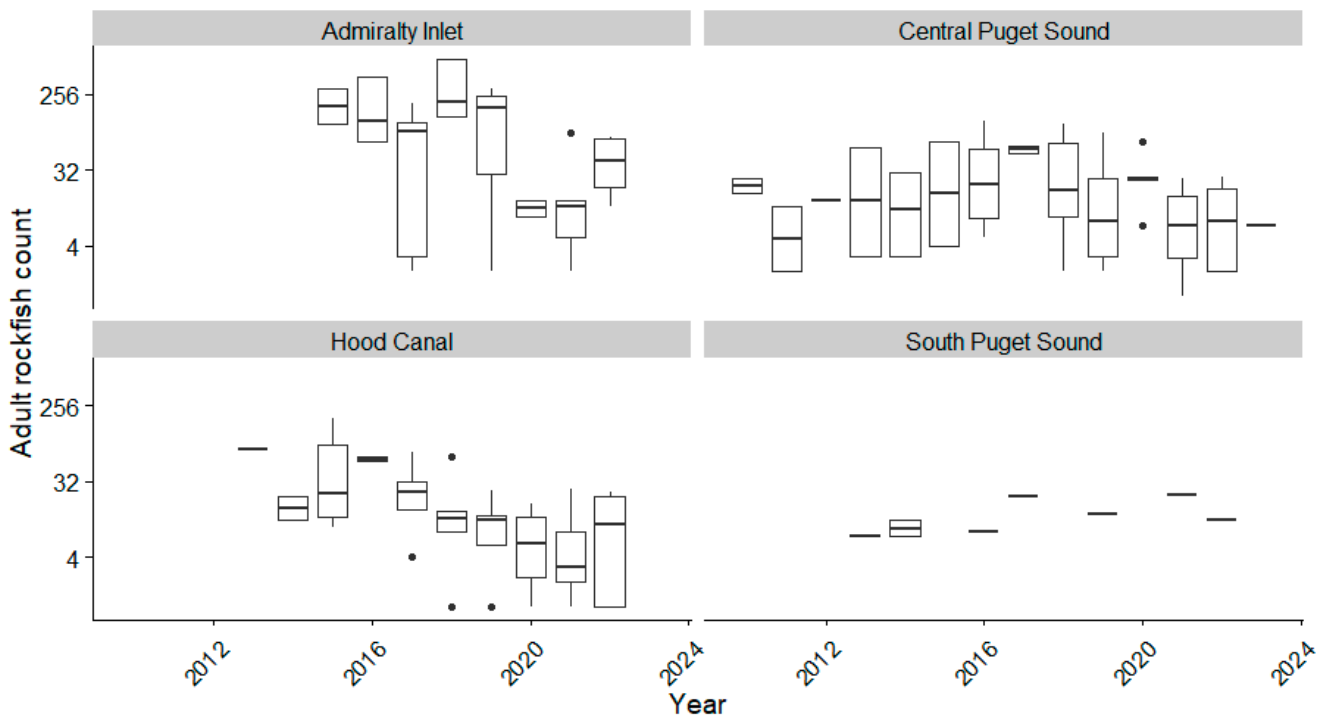 Admiralty Inlet
Central Puget Sound
256
32
4
Adult rockfish count
Hood Canal
South Puget Sound
256
32
4
2012
2016
2020
2024
2012
2016
2020
2024
Year